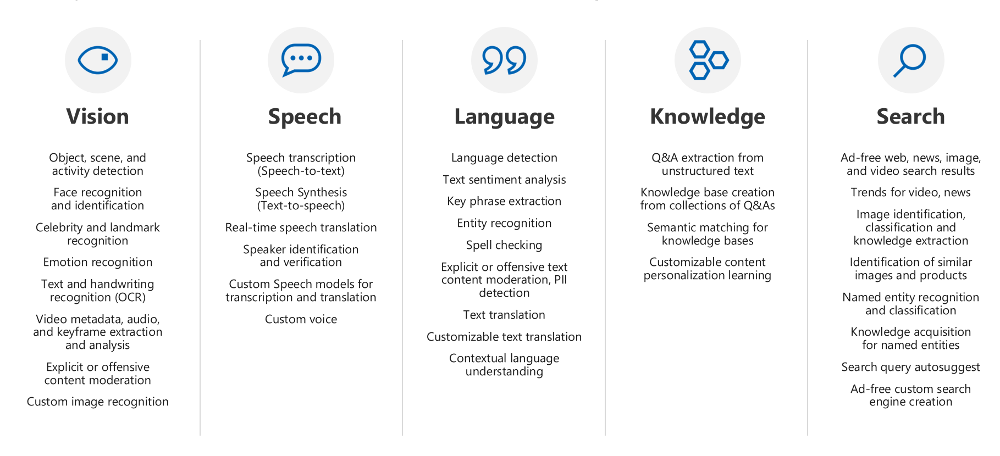 Vision
Object, scene, and
activity detection
Face recognition
and identification
Celebrity and landmark
recognition
Emotion recognition
Text and handwriting
recognition (OCR)
Video metadata, audio,
and keyframe extraction
and analysis
Explicit or offensive
content moderation
Custom image recognition
Speech
Speech transcription
(Speech-to-text)
Speech Synthesis
(Text-to-speech)
Real-time speech translation
Speaker identification
and verification
Custom Speech models for
transcription and translation
Custom voice
Language
Language detection
Text sentiment analysis
Key phrase extraction
Entity recognition
Spell checking
Explicit or offensive text
content moderation, PII
detection
Text translation
Customizable text translation
Contextual language
understanding
Knowledge
Q&A extraction from
unstructured text
Knowledge base creation
from collections of Q&As
Semantic matching for
knowledge bases
Customizable content
personalization learning
Search
Ad-free web, news, image,
and video search results
Trends for video, news
Image identification,
classification and
knowledge extraction
Identification of similar
images and products
Named entity recognition
and classification
Knowledge acquisition
for named entities
Search query autosuggest
Ad-free custom search
engine creation